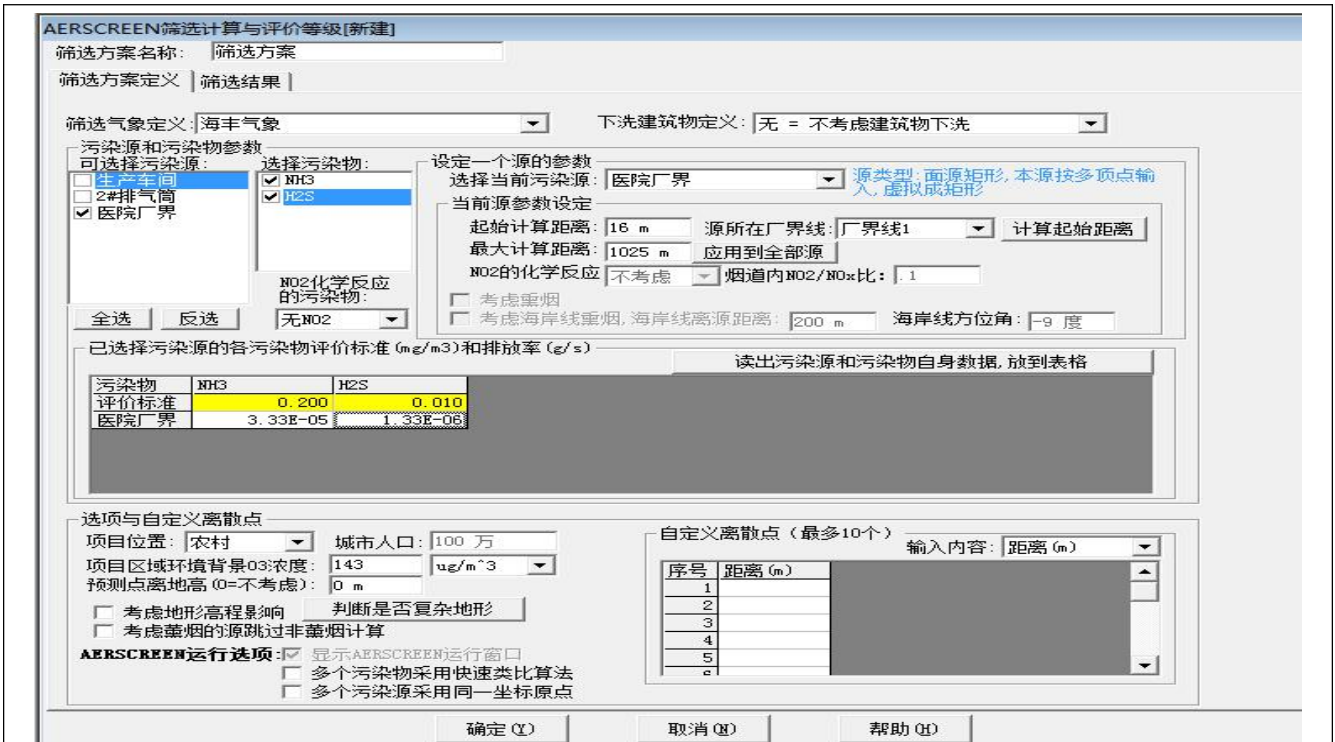 AERSCREEN筛选计算与评价等级[新建]
筛选方案名称: 筛选方案
筛选方案定义 筛选结果
筛选气象定义: 海丰气象 下洗建筑物定义: 无 = 不考虑建筑物下洗
污染源和污染物参数
可选择污染源: 选择污染物:
生产车间
2#排气筒
医院厂界
NH3
H2S
NO2化学反应
的污染物:
全选 反选 无NO2
设定一个源的参数
选择当前污染源: 医院厂界 源类型: 面源矩形, 本源按多顶点输
入, 虚拟成矩形
当前源参数设定
起始计算距离: 16 m 源所在厂界线: 厂界线1 计算起始距离
最大计算距离: 1025 m 应用到全部源
NO2的化学反应 不考虑 烟道内NO2/NOx比: .1
考虑熏烟
考虑海岸线熏烟, 海岸线离源距离: 200 m 海岸线方位角: -9 度
已选择污染源的各污染物评价标准(mg/m3)和排放率(g/s)
读出污染源和污染物自身数据, 放到表格
污染物 NH3 H2S
评价标准 0.200 0.010
医院厂界 3.33E-05 1.33E-06
选项与自定义离散点
项目位置: 农村 城市人口: 100 万
项目区域环境背景O3浓度: 143 ug/m^3
预测点离地高(0=不考虑): 0 m
考虑地形高程影响 判断是否复杂地形
考虑薰烟的源跳过非薰烟计算
AERSCREEN运行选项: 显示AERSCREEN运行窗口
多个污染物采用快速类比算法
多个污染源采用同一坐标原点
自定义离散点（最多10个） 输入内容: 距离(m)
序号 距离(m)
1
2
3
4
5
确定(Y) 取消(N) 帮助(H)